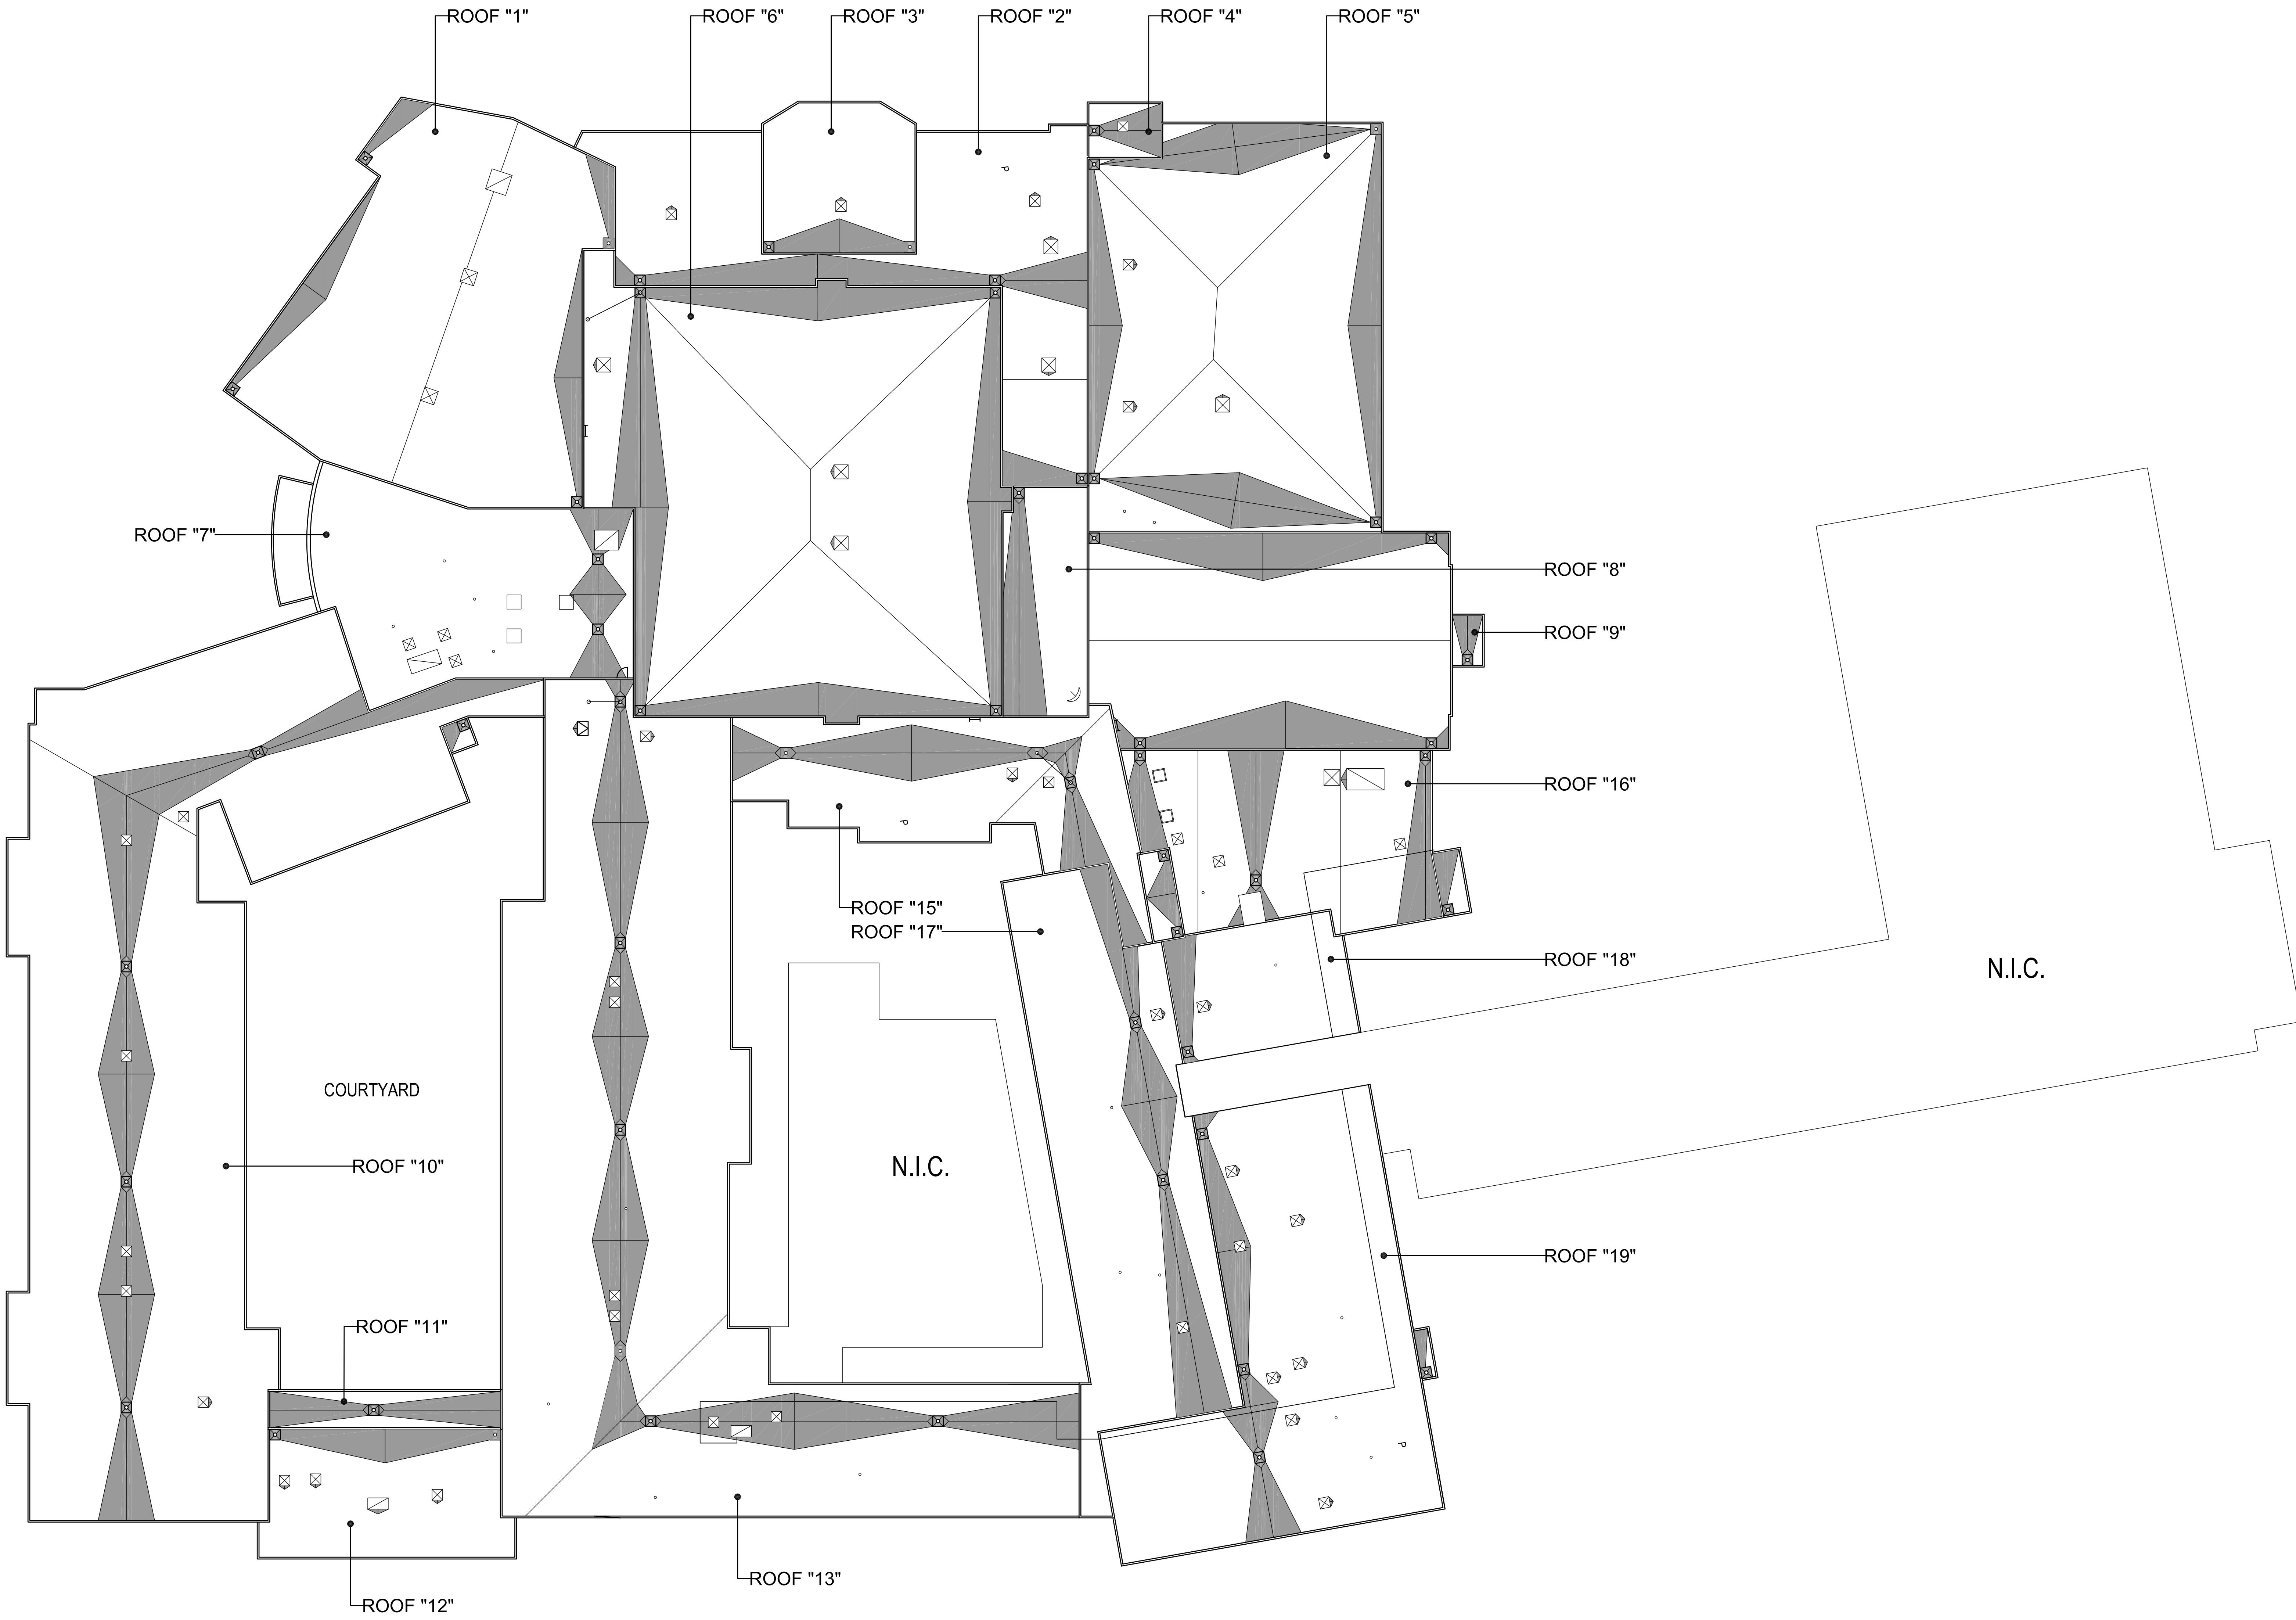 ROOF "1"
ROOF "6"
ROOF "3"
ROOF "2"
ROOF "4"
ROOF "5"
P
ROOF "7"
ROOF "8"
ROOF "9"
ROOF "16"
P
ROOF "15"
ROOF "17"
ROOF "18"
N.I.C.
COURTYARD
ROOF "10"
N.I.C.
ROOF "19"
ROOF "11"
P
ROOF "13"
ROOF "12"